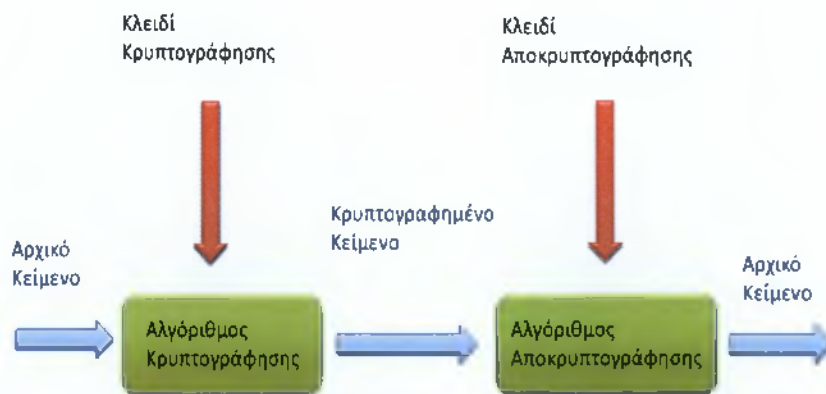 Κλειδί
Κρυπτογράφησης
Κλειδί
Αποκρυπτογράφησης
Αρχικό
Κείμενο
Κρυπτογραφημένο
Κείμενο
Αρχικό
Κείμενο
Αλγόριθμος
Κρυπτογράφησης
Αλγόριθμος
Αποκρυπτογράφησης